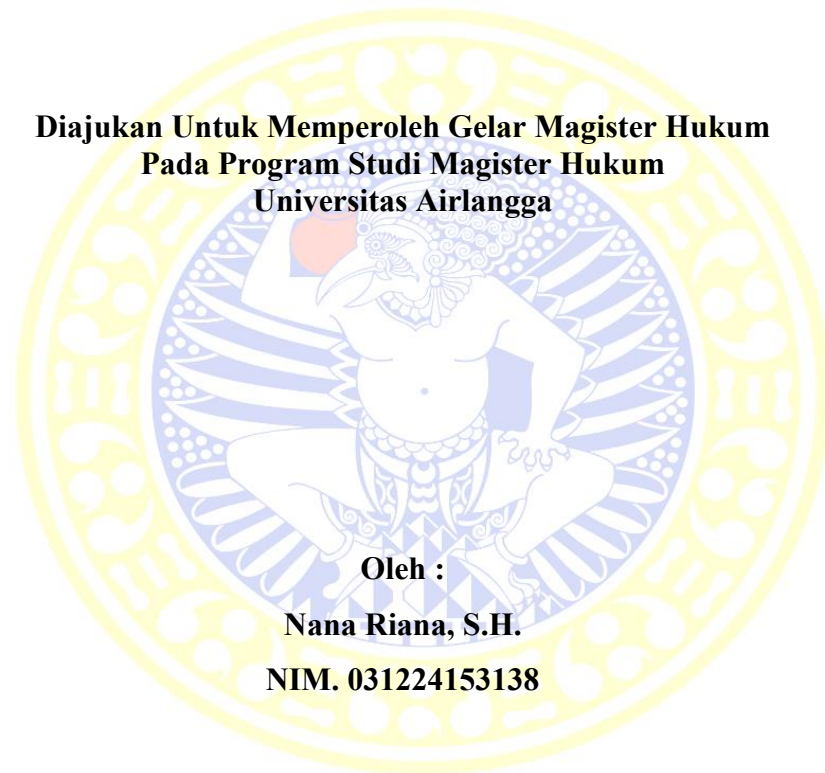 Diajukan Untuk Memperoleh Gelar Magister Hukum
Pada Program Studi Magister Hukum
Universitas Airlangga
Oleh :
Nana Riana, S.H.
NIM. 031224153138